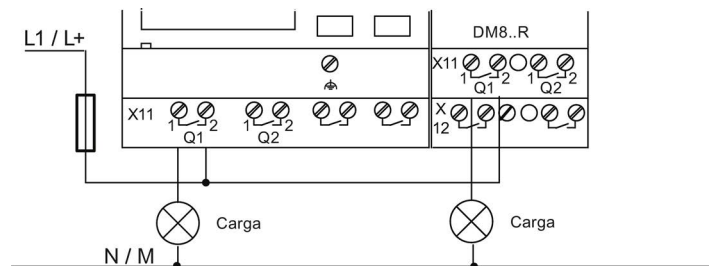 L1 / L+
DM8..R
X11
1 2 1 2
Q1 Q2
X11
1 2 1 2
Q1 Q2
X
12
Carga
Carga
N / M